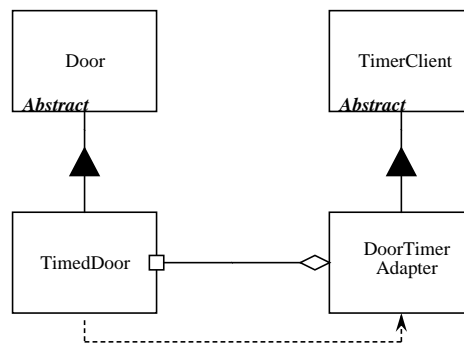 Door
TimerClient
Abstract
Abstract
TimedDoor
DoorTimer
Adapter